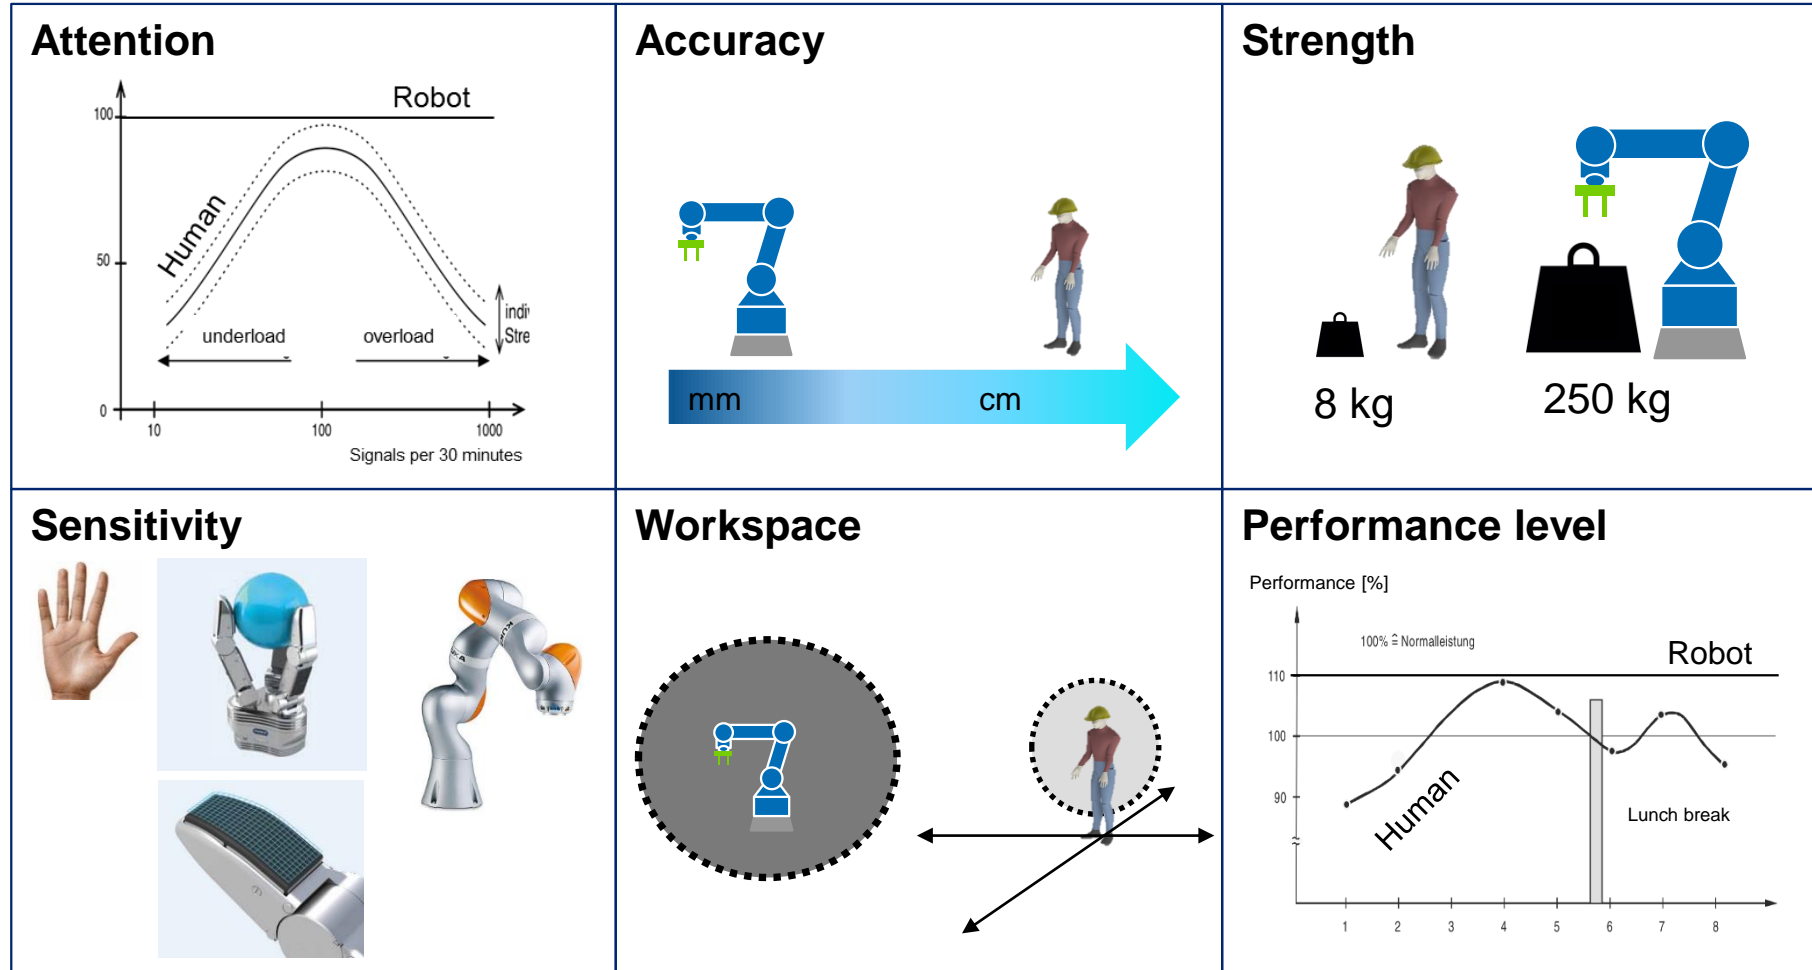 Attention
Robot
100
Human
50
underload
overload
indiv
Stre
0
10
100
1000
Signals per 30 minutes
Accuracy
mm
cm
Strength
8 kg
250 kg
Sensitivity
KUKA
Workspace
Performance level
Performance [%]
100% ≙ Normalleistung
Robot
110
100
90
Human
Lunch break
1 2 3 4 5 6 7 8